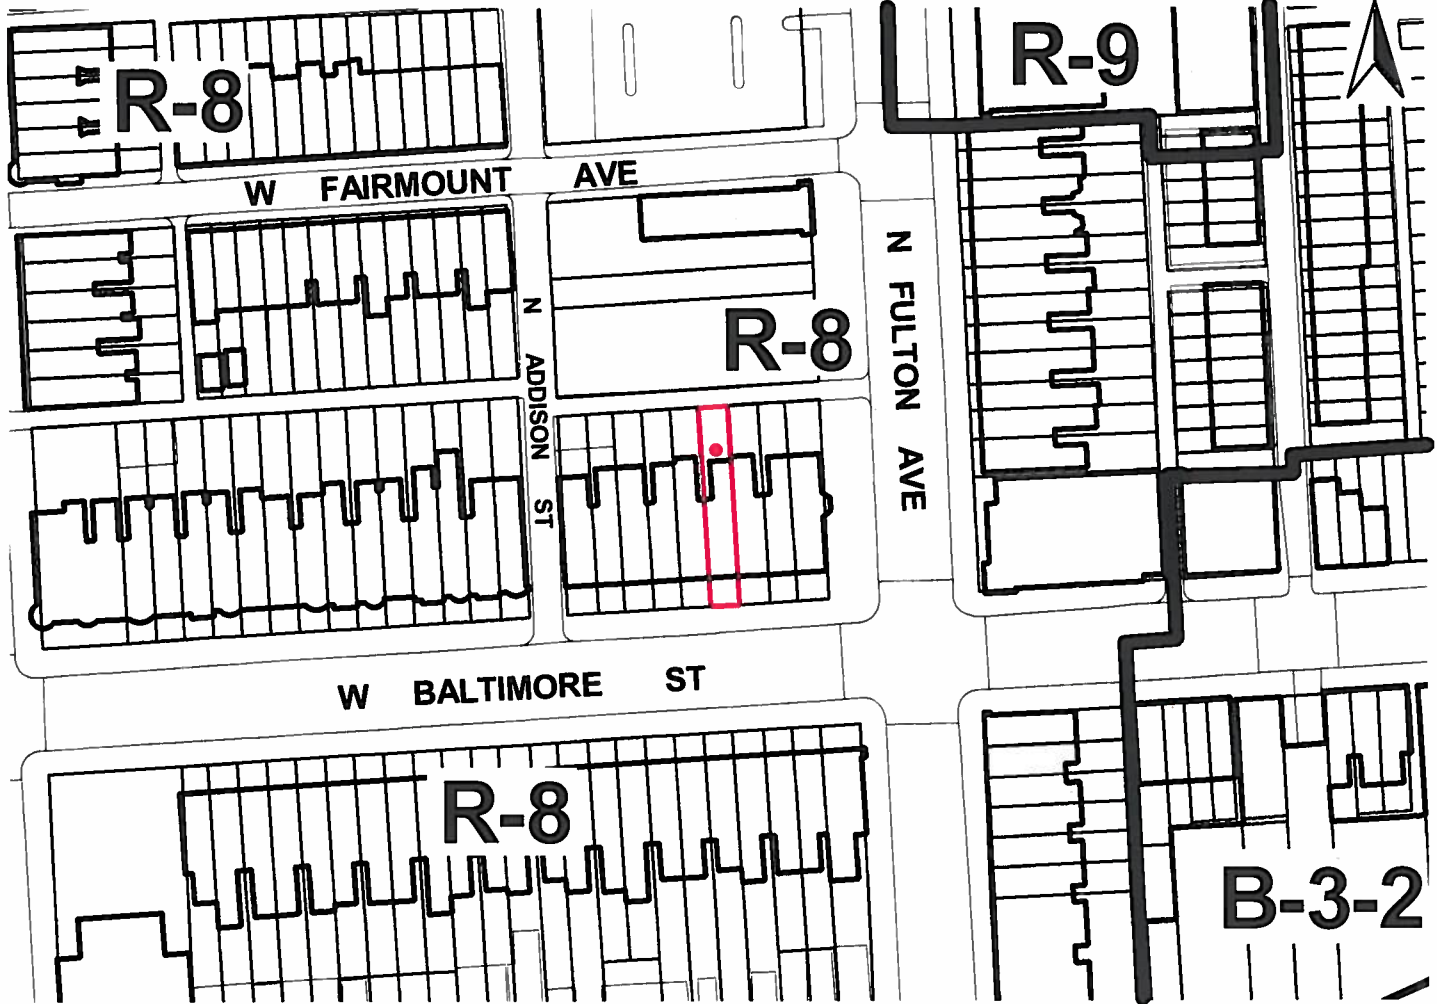 R-9
R-8
W FAIRMOUNT AVE
N FULTON AVE
N ADDISON ST
R-8
W BALTIMORE ST
R-8
B-3-2